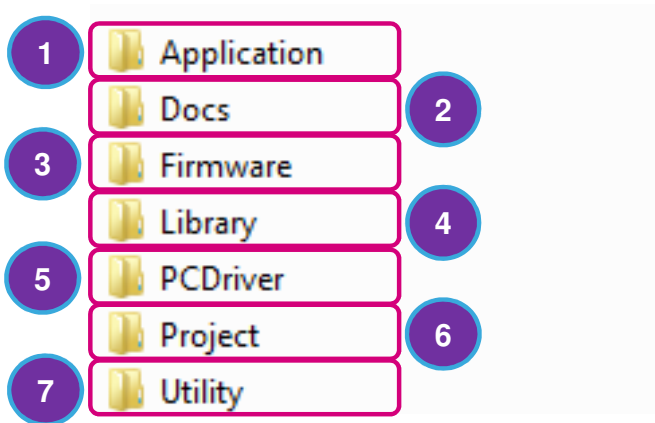 1 Application
Docs 2
3 Firmware
Library 4
5 PCDriver
Project 6
7 Utility